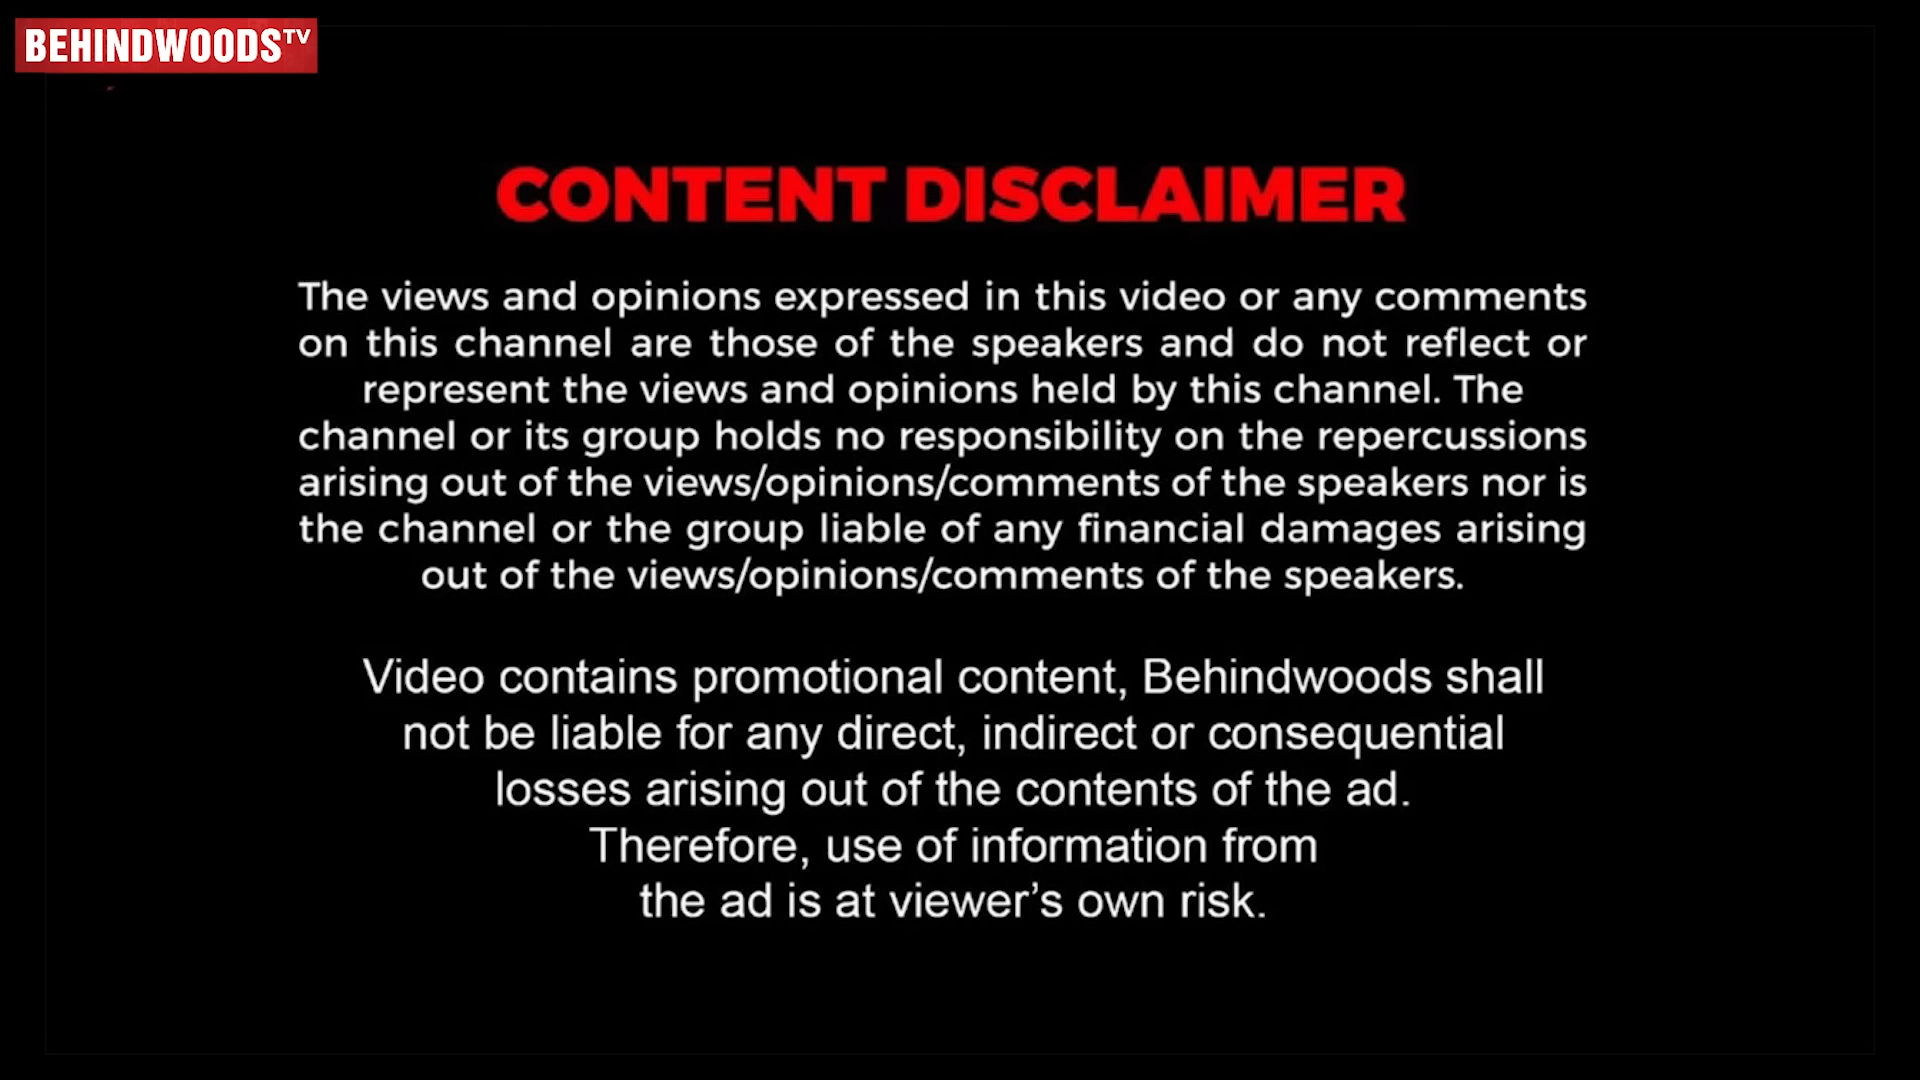 BEHINDWOODS TV
CONTENT DISCLAIMER
The views and opinions expressed in this video or any comments
on this channel are those of the speakers and do not reflect or
represent the views and opinions held by this channel. The
channel or its group holds no responsibility on the repercussions
arising out of the views/opinions/comments of the speakers nor is
the channel or the group liable of any financial damages arising
out of the views/opinions/comments of the speakers.
Video contains promotional content, Behindwoods shall
not be liable for any direct, indirect or consequential
losses arising out of the contents of the ad.
Therefore, use of information from
the ad is at viewer’s own risk.